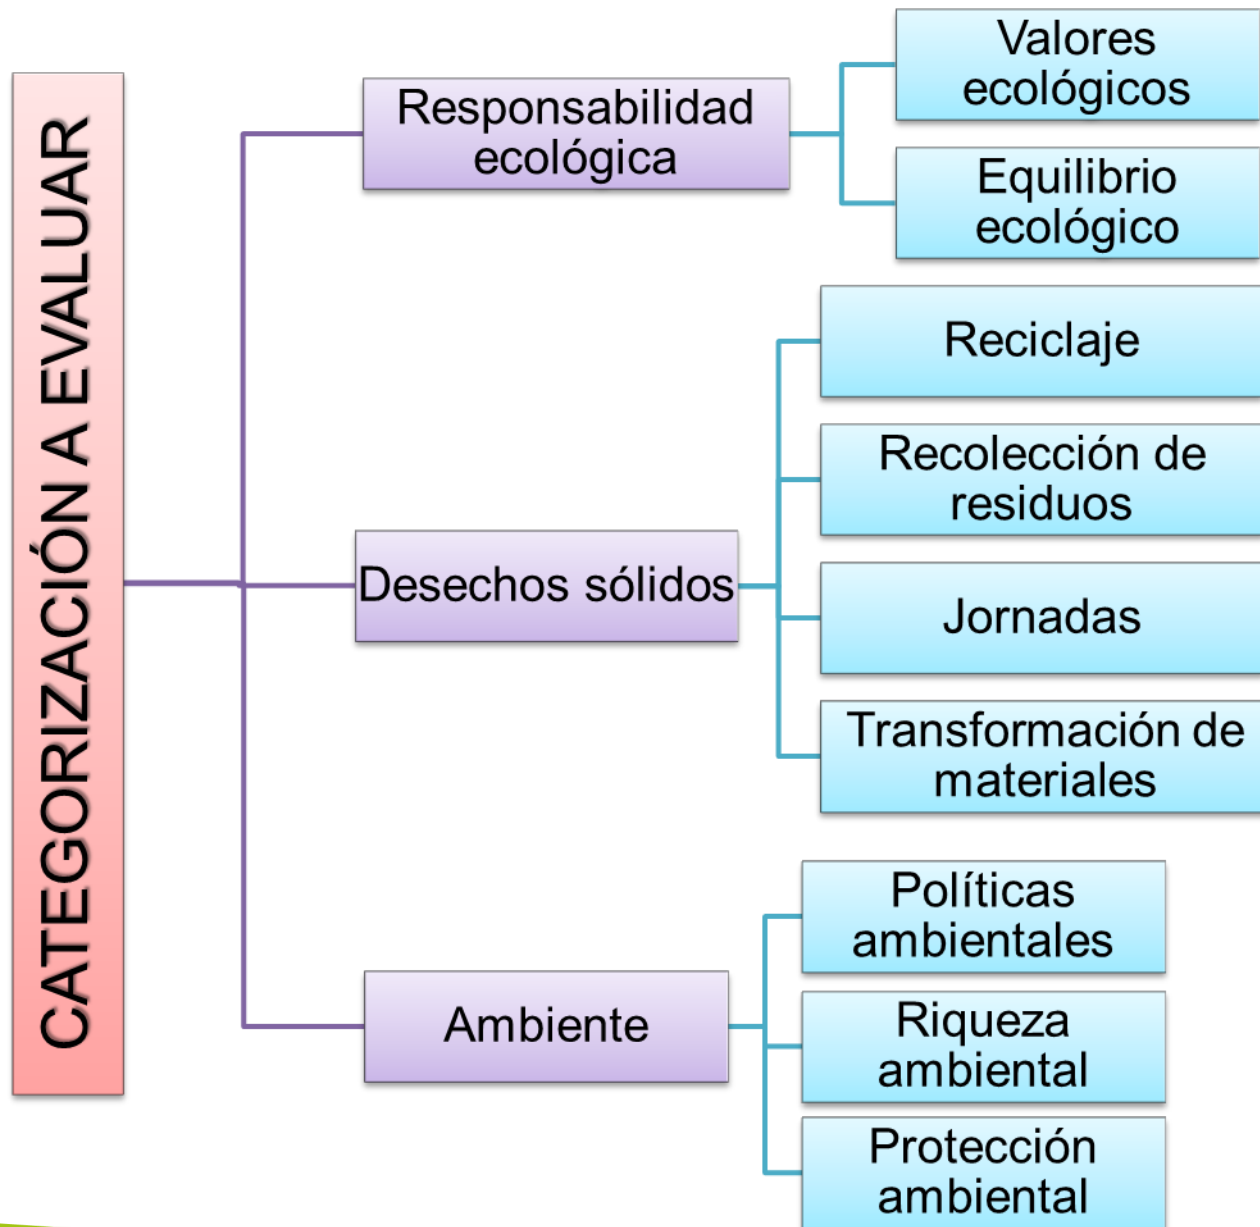 CATEGORIZACIÓN A EVALUAR
Responsabilidad
ecológica
Valores
ecológicos
Equilibrio
ecológico
Desechos sólidos
Reciclaje
Recolección de
residuos
Jornadas
Transformación de
materiales
Ambiente
Políticas
ambientales
Riqueza
ambiental
Protección
ambiental